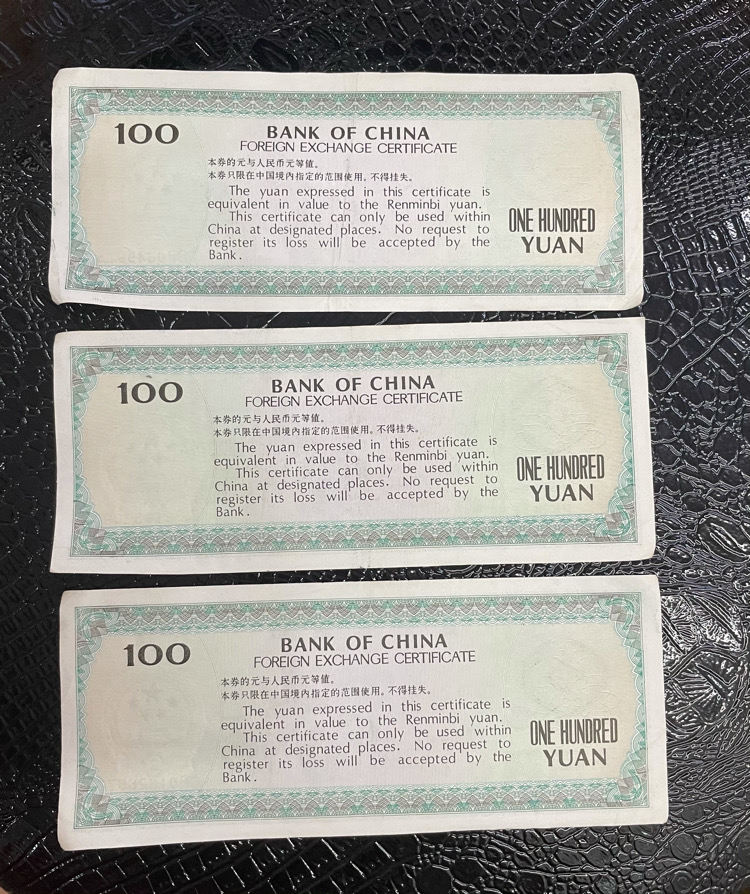 100
BANK OF CHINA
FOREIGN EXCHANGE CERTIFICATE
本券的元与人民币元等值。
本券只限在中国境内指定的范围使用。不得挂失。
The yuan expressed in this certificate is
equivalent in value to the Renminbi yuan.
This certificate can only be used within
China at designated places. No request to
register its loss will be accepted by the
Bank.
ONE HUNDRED
YUAN
100
BANK OF CHINA
FOREIGN EXCHANGE CERTIFICATE
本券的元与人民币元等值。
本券只限在中国境内指定的范围使用。不得挂失。
The yuan expressed in this certificate is
equivalent in value to the Renminbi yuan.
This certificate can only be used within
China at designated places. No request to
register its loss will be accepted by the
Bank.
ONE HUNDRED
YUAN
100
BANK OF CHINA
FOREIGN EXCHANGE CERTIFICATE
本券的元与人民币元等值。
本券只限在中国境内指定的范围使用。不得挂失。
The yuan expressed in this certificate is
equivalent in value to the Renminbi yuan.
This certificate can only be used within
China at designated places. No request to
register its loss will be accepted by the
Bank.
ONE HUNDRED
YUAN